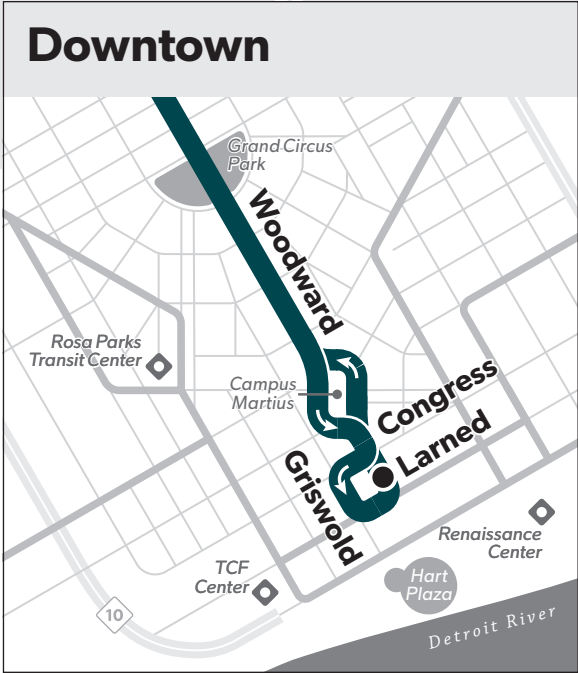 Downtown
Grand Circus
Park
Woodward
Rosa Parks
Transit Center
Campus
Martius
Congress
Larned
Griswold
Renaissance
Center
TCF
Center
Hart
Plaza
10
Detroit River